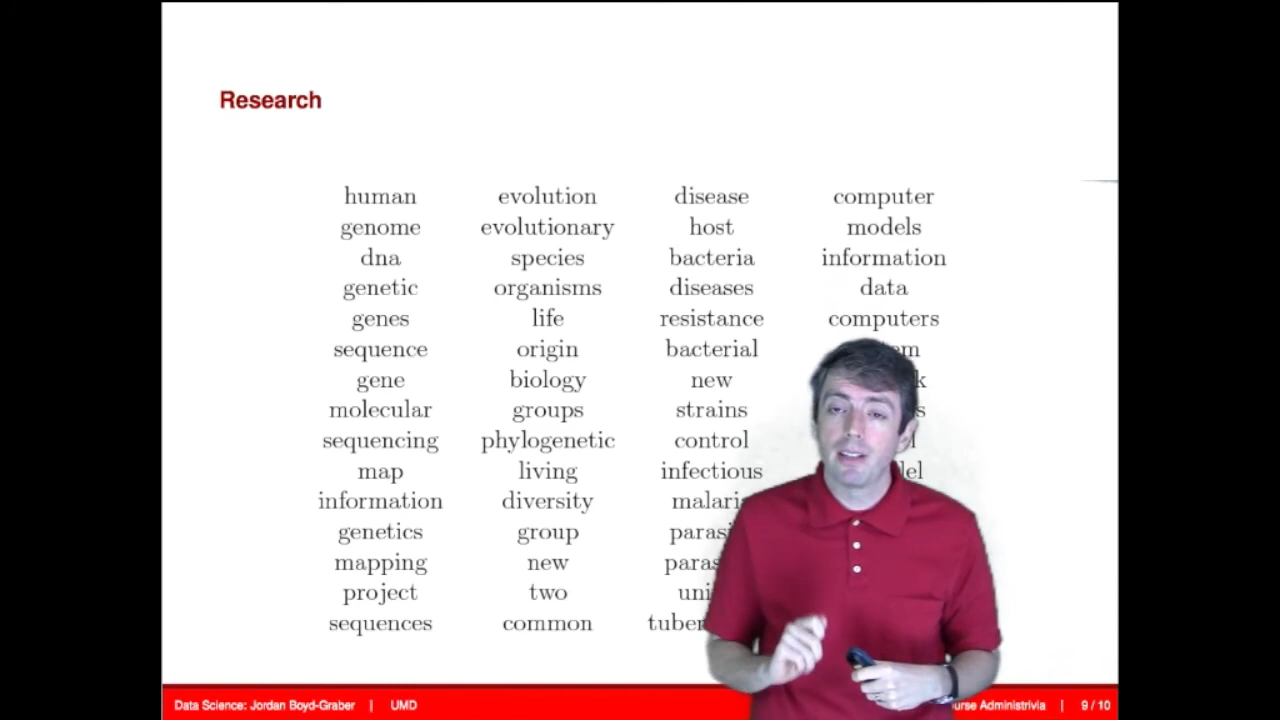 Research
human evolution disease computer
genome evolutionary host models
dna species bacteria information
genetic organisms diseases data
genes life resistance computers
sequence origin bacterial
gene biology new
molecular groups strains
sequencing phylogenetic control
map living infectious
information diversity
genetics group
mapping new
project two
sequences common
Data Science: Jordan Boyd-Graber | UMD Administrivia | 9 / 10